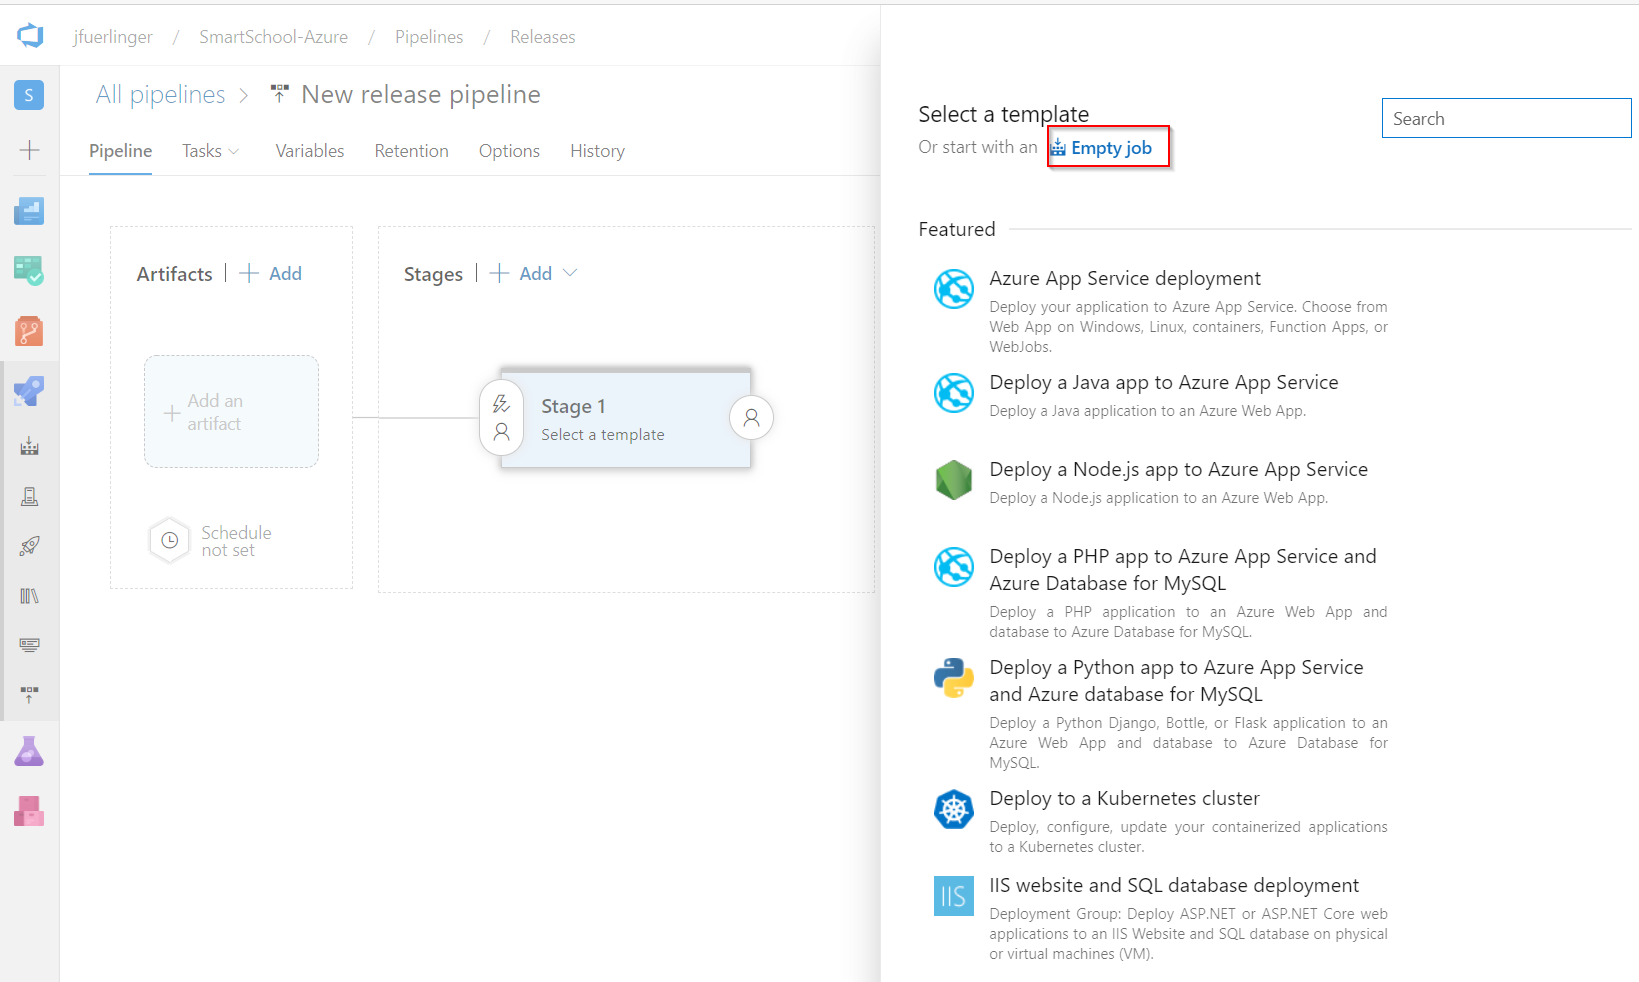 jfuerlinger / SmartSchool-Azure / Pipelines / Releases
S
All pipelines > New release pipeline
Pipeline Tasks Variables Retention Options History
Artifacts | + Add
Add an
artifact
Schedule
not set
Stages | + Add
Stage 1
Select a template
Select a template
Or start with an Empty job
Search
Featured
Azure App Service deployment
Deploy your application to Azure App Service. Choose from
Web App on Windows, Linux, containers, Function Apps, or
WebJobs.
Deploy a Java app to Azure App Service
Deploy a Java application to an Azure Web App.
Deploy a Node.js app to Azure App Service
Deploy a Node.js application to an Azure Web App.
Deploy a PHP app to Azure App Service and
Azure Database for MySQL
Deploy a PHP application to an Azure Web App and
database to Azure Database for MySQL.
Deploy a Python app to Azure App Service
and Azure database for MySQL
Deploy a Python Django, Bottle, or Flask application to an
Azure Web App and database to Azure Database for
MySQL.
Deploy to a Kubernetes cluster
Deploy, configure, update your containerized applications
to a Kubernetes cluster.
IIS
IIS website and SQL database deployment
Deployment Group: Deploy ASP.NET or ASP.NET Core web
applications to an IIS Website and SQL database on physical
or virtual machines (VM).